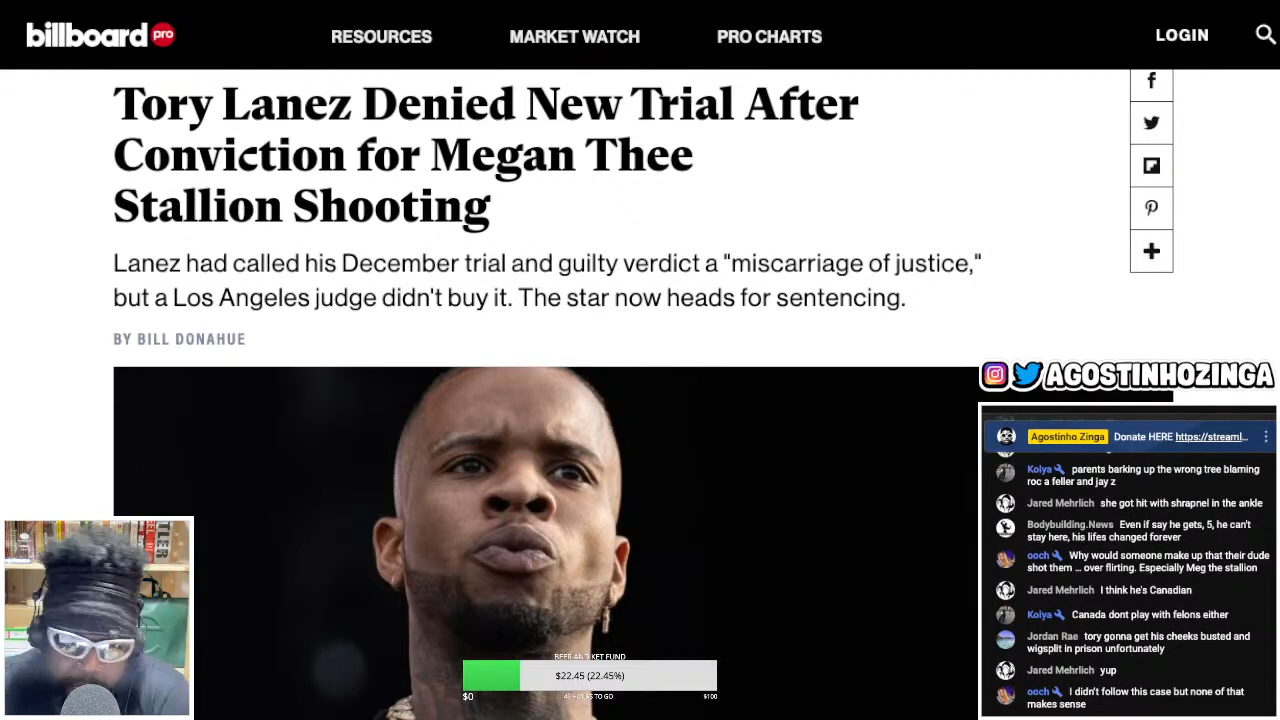 billboard pro
RESOURCES
MARKET WATCH
PRO CHARTS
LOGIN
Tory Lanez Denied New Trial After
Conviction for Megan Thee
Stallion Shooting
Lanez had called his December trial and guilty verdict a "miscarriage of justice,"
but a Los Angeles judge didn't buy it. The star now heads for sentencing.
BY BILL DONAHUE
AGOSTINHOZINGA
Agostinho Zinga Donate HERE https://streaml...
Kolya parents barking up the wrong tree blaming
roc a feller and jay z
Jared Mehrlich she got hit with shrapnel in the ankle
Bodybuilding.News Even if say he gets, 5, he can't
stay here, his lifes changed forever
ooch Why would someone make up that their dude
shot them ... over flirting. Especially Meg the stallion
Jared Mehrlich I think he's Canadian
Kolya Canada dont play with felons either
Jordan Rae tory gonna get his cheeks busted and
wigsplit in prison unfortunately
Jared Mehrlich yup
ooch I didn't follow this case but none of that
makes sense
$22.45 (22.45%)
$0
TO GO
$100